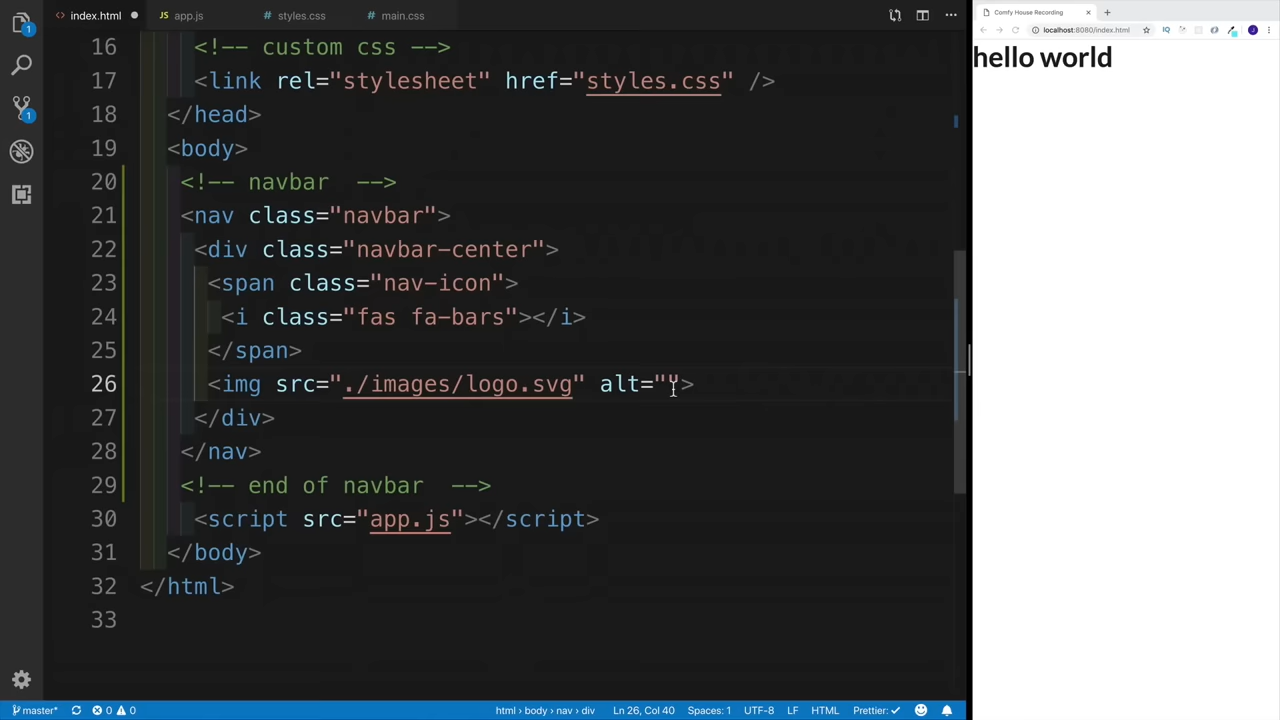 index.html
app.js
styles.css
main.css
Comfy House Recording
localhost:8080/index.html
hello world
16 <!-- custom css -->
17 <link rel="stylesheet" href="styles.css" />
18 </head>
19 <body>
20 <!-- navbar  -->
21 <nav class="navbar">
22 <div class="navbar-center">
23 <span class="nav-icon">
24 <i class="fas fa-bars"></i>
25 </span>
26 <img src="./images/logo.svg" alt="">
27 </div>
28 </nav>
29 <!-- end of navbar  -->
30 <script src="app.js"></script>
31 </body>
32 </html>
33
1
1
IQ
J
master* 0 0 html › body › nav › div Ln 26, Col 40 Spaces: 1 UTF-8 LF HTML Prettier: ✓